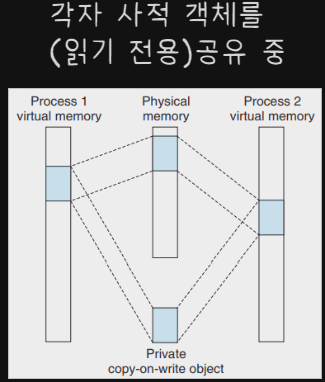 각자 사적 객체를
(읽기 전용)공유 중
Process 1
virtual memory
Physical
memory
Process 2
virtual memory
Private
copy-on-write object